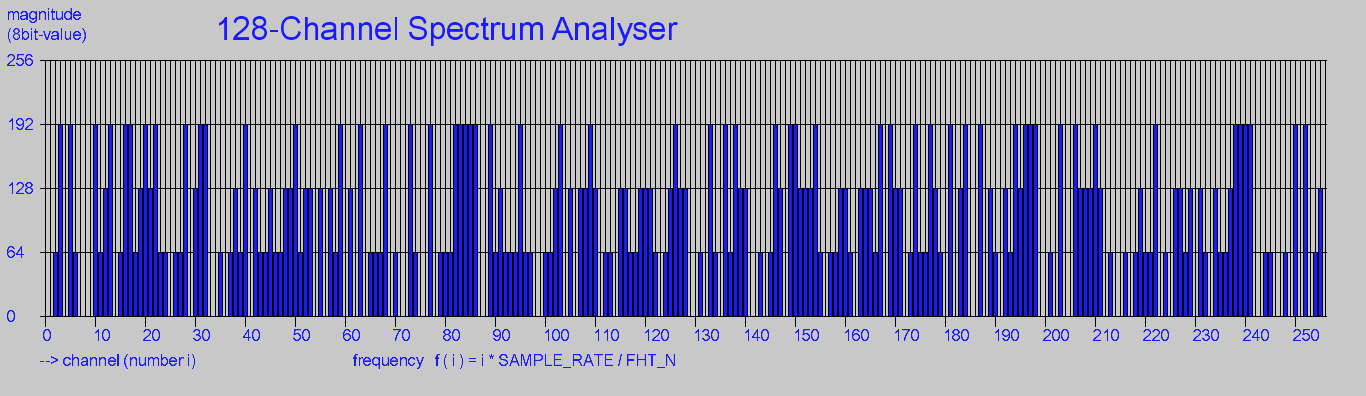 magnitude
(8bit-value)
128-Channel Spectrum Analyser
256
192
128
64
0
0 10 20 30 40 50 60 70 80 90 100 110 120 130 140 150 160 170 180 190 200 210 220 230 240 250
--> channel (number i) frequency f ( i ) = i * SAMPLE_RATE / FHT_N